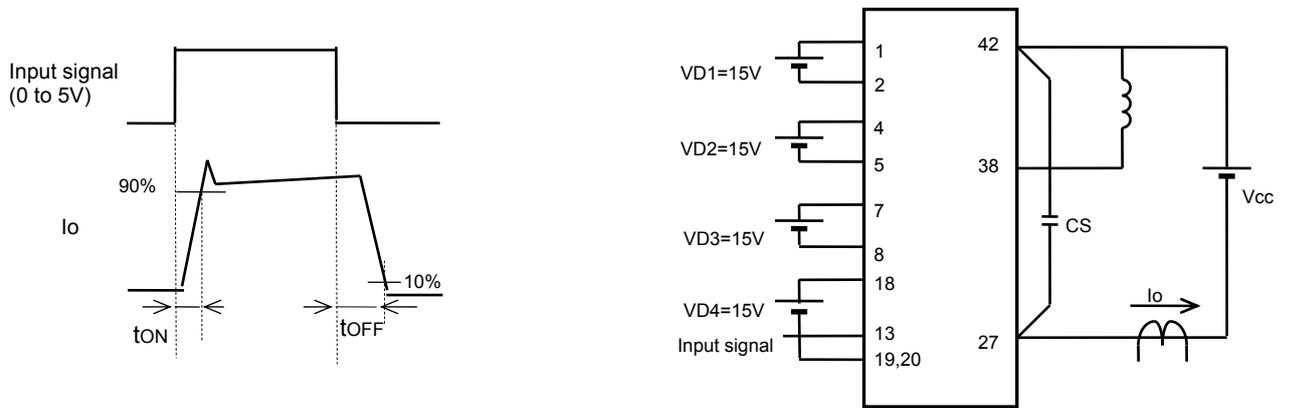 Input signal
(0 to 5V)
90%
Io
10%
tON
tOFF
VD1=15V
VD2=15V
VD3=15V
VD4=15V
Input signal
1
2
4
5
7
8
18
13
19,20
42
38
27
CS
Vcc
Io